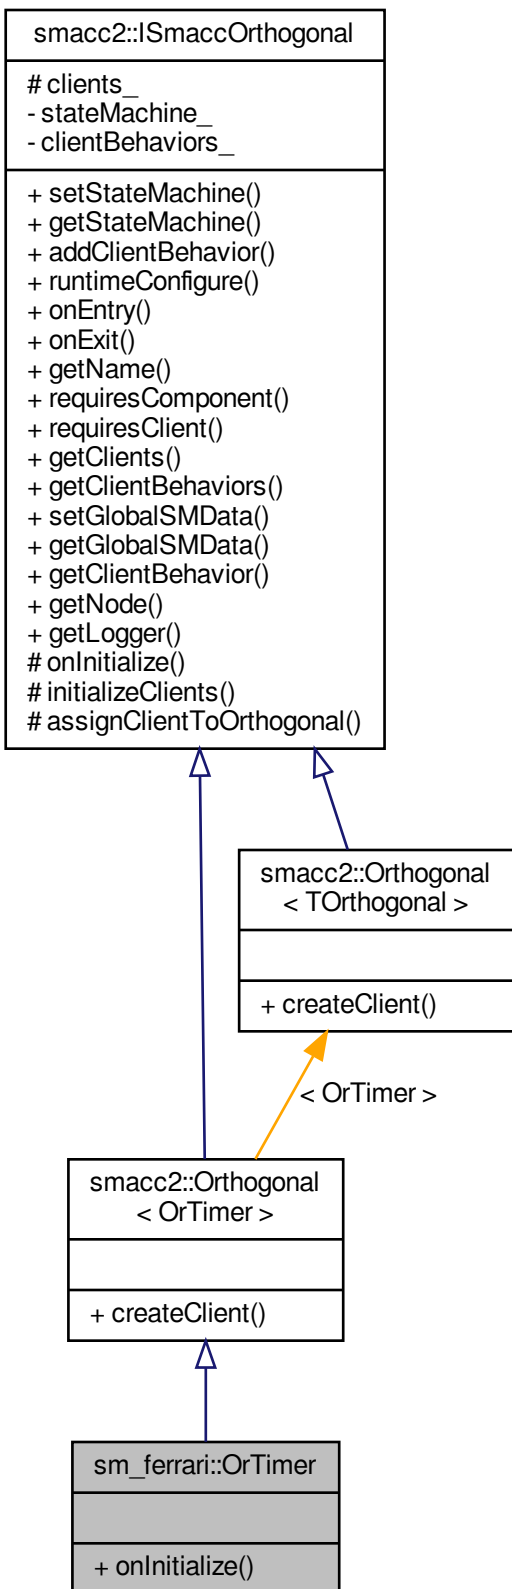 smacc2::ISmaccOrthogonal
# clients_
- stateMachine_
- clientBehaviors_
+ setStateMachine()
+ getStateMachine()
+ addClientBehavior()
+ runtimeConfigure()
+ onEntry()
+ onExit()
+ getName()
+ requiresComponent()
+ requiresClient()
+ getClients()
+ getClientBehaviors()
+ setGlobalSMData()
+ getGlobalSMData()
+ getClientBehavior()
+ getNode()
+ getLogger()
# onInitialize()
# initializeClients()
# assignClientToOrthogonal()
smacc2::Orthogonal
< TOrthogonal >
+ createClient()
< OrTimer >
smacc2::Orthogonal
< OrTimer >
+ createClient()
sm_ferrari::OrTimer
+ onInitialize()